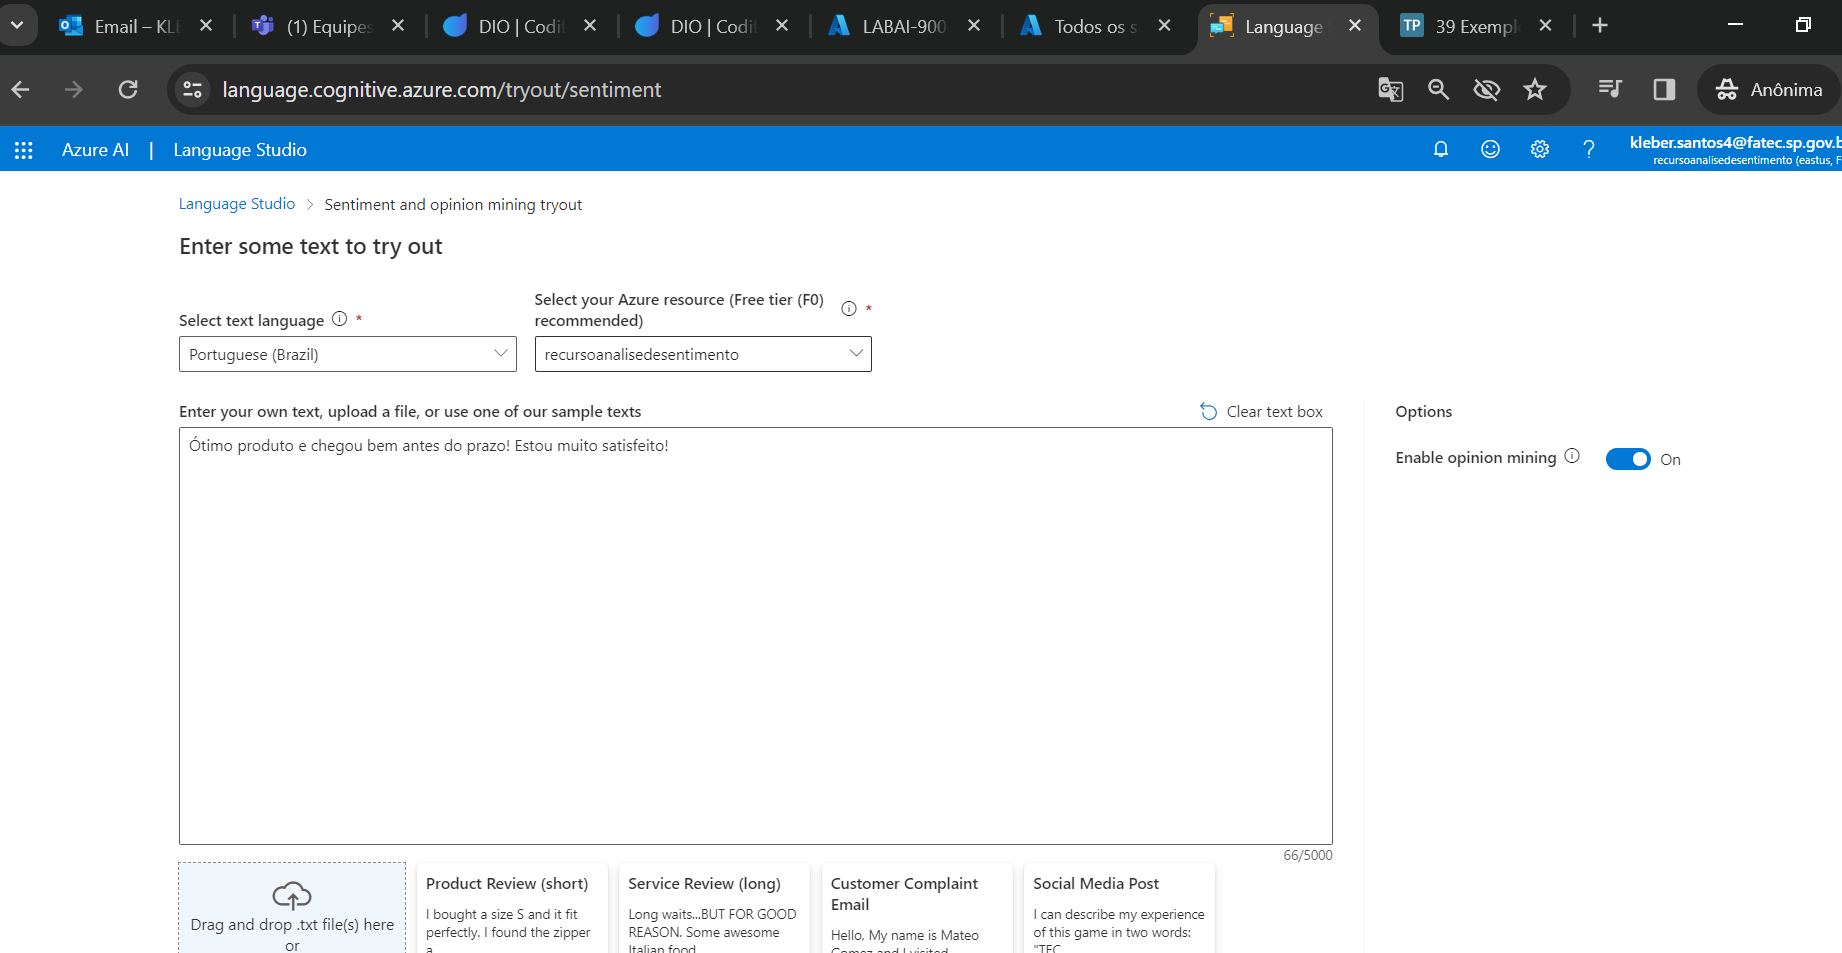 Email – KLE
(1) Equipes
DIO | Codif
DIO | Codif
LABAI-900
Todos os s
Language
TP
39 Exempl
language.cognitive.azure.com/tryout/sentiment
Anônima
Azure AI | Language Studio
kleber.santos4@fatec.sp.gov.b
recursoanalisedesentimento (eastus, F
Language Studio > Sentiment and opinion mining tryout
Enter some text to try out
Select text language *
Select your Azure resource (Free tier (F0)
recommended) *
Portuguese (Brazil)
recursoanalisedesentimento
Enter your own text, upload a file, or use one of our sample texts
Clear text box
Options
Ótimo produto e chegou bem antes do prazo! Estou muito satisfeito!
Enable opinion mining
On
66/5000
Drag and drop .txt file(s) here
or
Product Review (short)
I bought a size S and it fit
perfectly. I found the zipper
a
Service Review (long)
Long waits...BUT FOR GOOD
REASON. Some awesome
Italian food
Customer Complaint
Email
Hello, My name is Mateo
Gomez and I visited
Social Media Post
I can describe my experience
of this game in two words:
"TEC